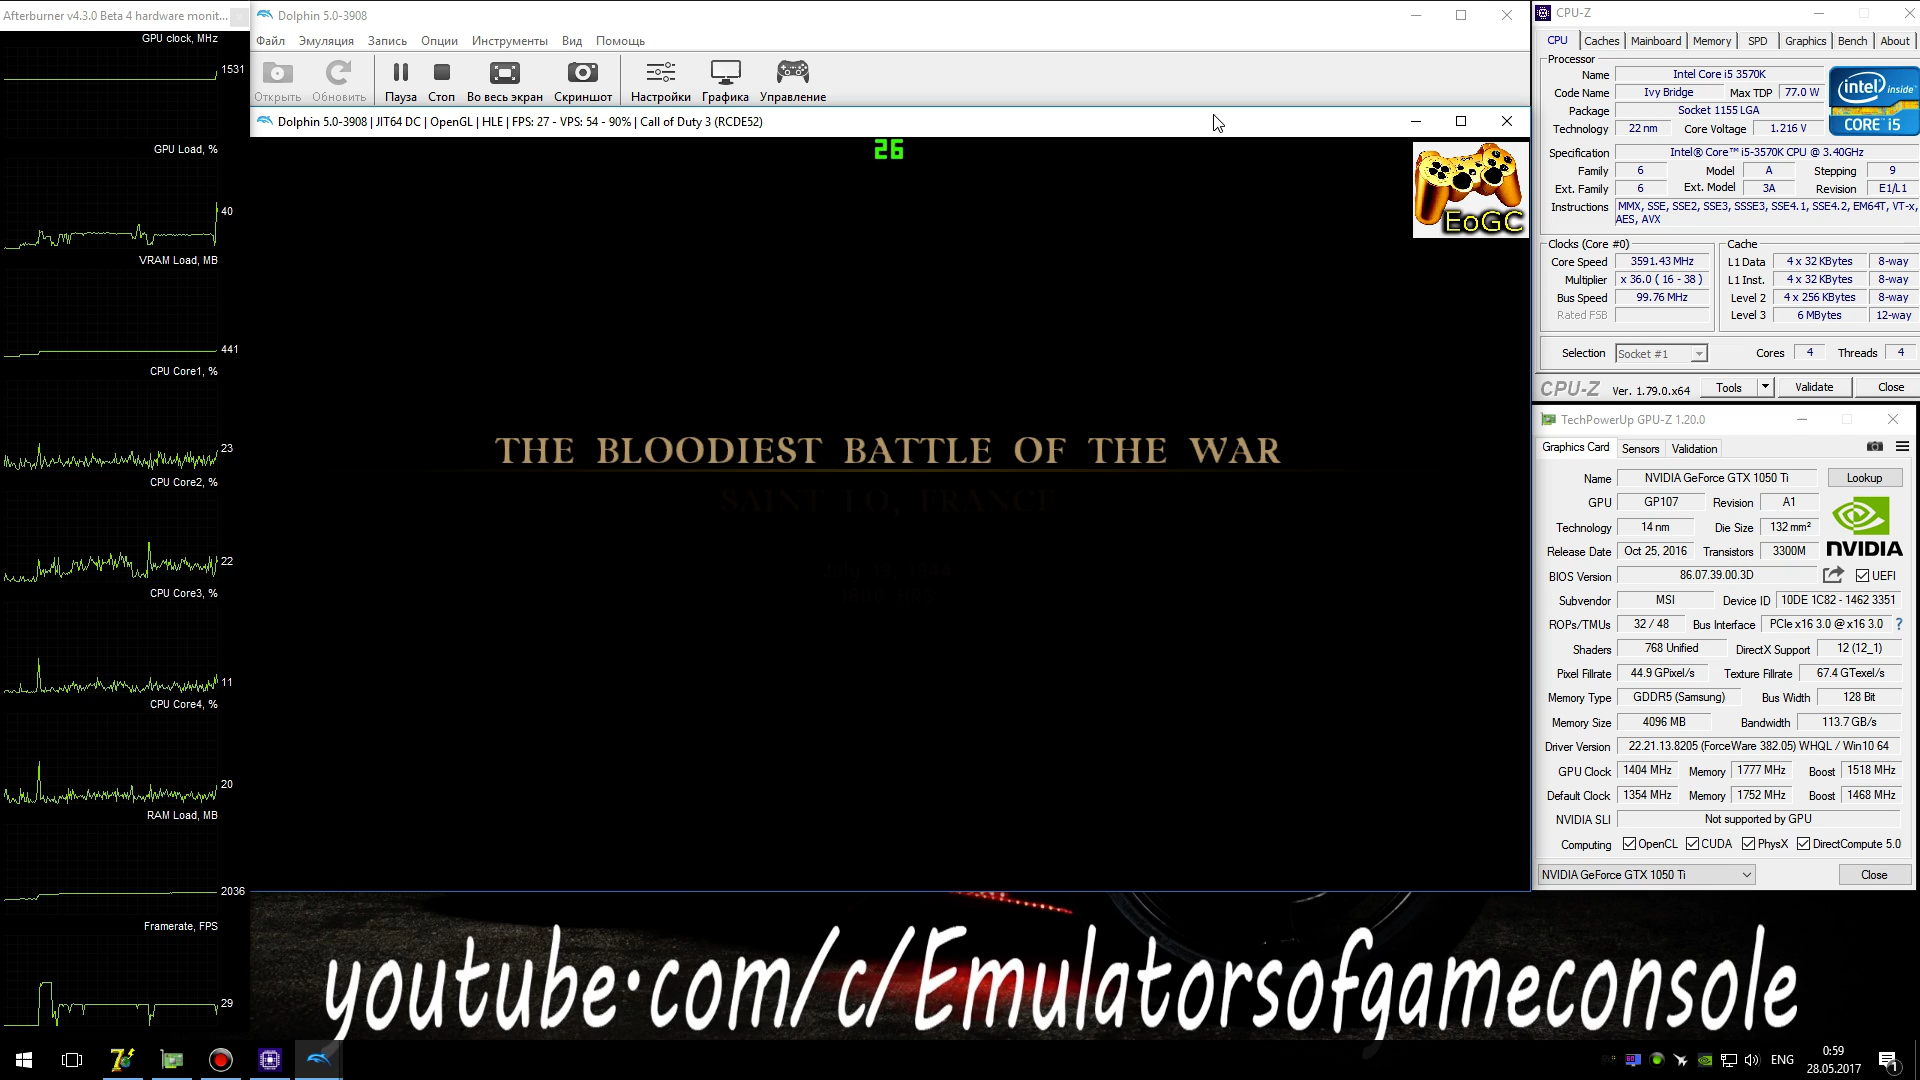 Afterburner v4.3.0 Beta 4 hardware monit...
GPU clock, MHz
1531
GPU Load, %
40
VRAM Load, MB
441
CPU Core1, %
23
CPU Core2, %
22
CPU Core3, %
11
CPU Core4, %
20
RAM Load, MB
2036
Framerate, FPS
29
Dolphin 5.0-3908
Файл Эмуляция Запись Опции Инструменты Вид Помощь
Открыть Обновить Пауза Стоп Во весь экран Скриншот Настройки Графика Управление
Dolphin 5.0-3908 | JIT64 DC | OpenGL | HLE | FPS: 27 - VPS: 54 - 90% | Call of Duty 3 (RCDE52)
26
EoGC
THE BLOODIEST BATTLE OF THE WAR
SAINT LO, FRANCE
youtube.com/c/Emulatorsofgameconsole
CPU-Z
CPU Caches Mainboard Memory SPD Graphics Bench About
Processor
Name Intel Core i5 3570K
Code Name Ivy Bridge Max TDP 77.0 W
Package Socket 1155 LGA
Technology 22 nm Core Voltage 1.216 V
intel inside™
CORE i5
Specification Intel® Core™ i5-3570K CPU @ 3.40GHz
Family 6 Model A Stepping 9
Ext. Family 6 Ext. Model 3A Revision E1/L1
Instructions MMX, SSE, SSE2, SSE3, SSSE3, SSE4.1, SSE4.2, EM64T, VT-x,
AES, AVX
Clocks (Core #0)
Core Speed 3591.43 MHz
Multiplier x 36.0 ( 16 - 38 )
Bus Speed 99.76 MHz
Rated FSB
Cache
L1 Data 4 x 32 KBytes 8-way
L1 Inst. 4 x 32 KBytes 8-way
Level 2 4 x 256 KBytes 8-way
Level 3 6 MBytes 12-way
Selection Socket #1 Cores 4 Threads 4
CPU-Z Ver. 1.79.0.x64 Tools Validate Close
TechPowerUp GPU-Z 1.20.0
Graphics Card Sensors Validation
Name NVIDIA GeForce GTX 1050 Ti Lookup
GPU GP107 Revision A1
Technology 14 nm Die Size 132 mm²
Release Date Oct 25, 2016 Transistors 3300M
NVIDIA
BIOS Version 86.07.39.00.3D UEFI
Subvendor MSI Device ID 10DE 1C82 - 1462 3351
ROPs/TMUs 32 / 48 Bus Interface PCIe x16 3.0 @ x16 3.0 ?
Shaders 768 Unified DirectX Support 12 (12_1)
Pixel Fillrate 44.9 GPixel/s Texture Fillrate 67.4 GTexel/s
Memory Type GDDR5 (Samsung) Bus Width 128 Bit
Memory Size 4096 MB Bandwidth 113.7 GB/s
Driver Version 22.21.13.8205 (ForceWare 382.05) WHQL / Win10 64
GPU Clock 1404 MHz Memory 1777 MHz Boost 1518 MHz
Default Clock 1354 MHz Memory 1752 MHz Boost 1468 MHz
NVIDIA SLI Not supported by GPU
Computing OpenCL CUDA PhysX DirectCompute 5.0
NVIDIA GeForce GTX 1050 Ti Close
ENG
0:59
28.05.2017
1